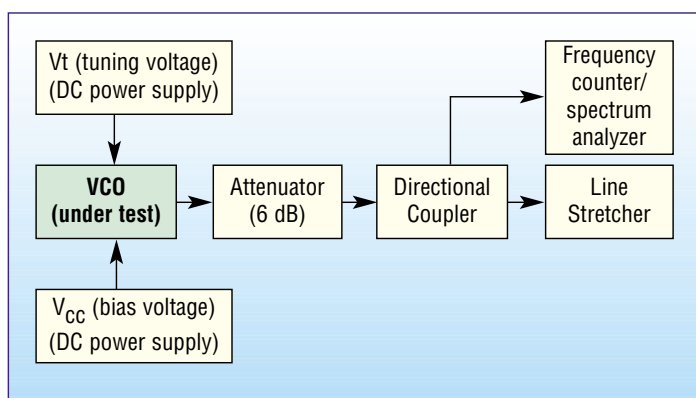 Vt (tuning voltage)
(DC power supply)
VCO
(under test)
VCC (bias voltage)
(DC power supply)
Attenuator
(6 dB)
Directional
Coupler
Frequency
counter/
spectrum
analyzer
Line
Stretcher